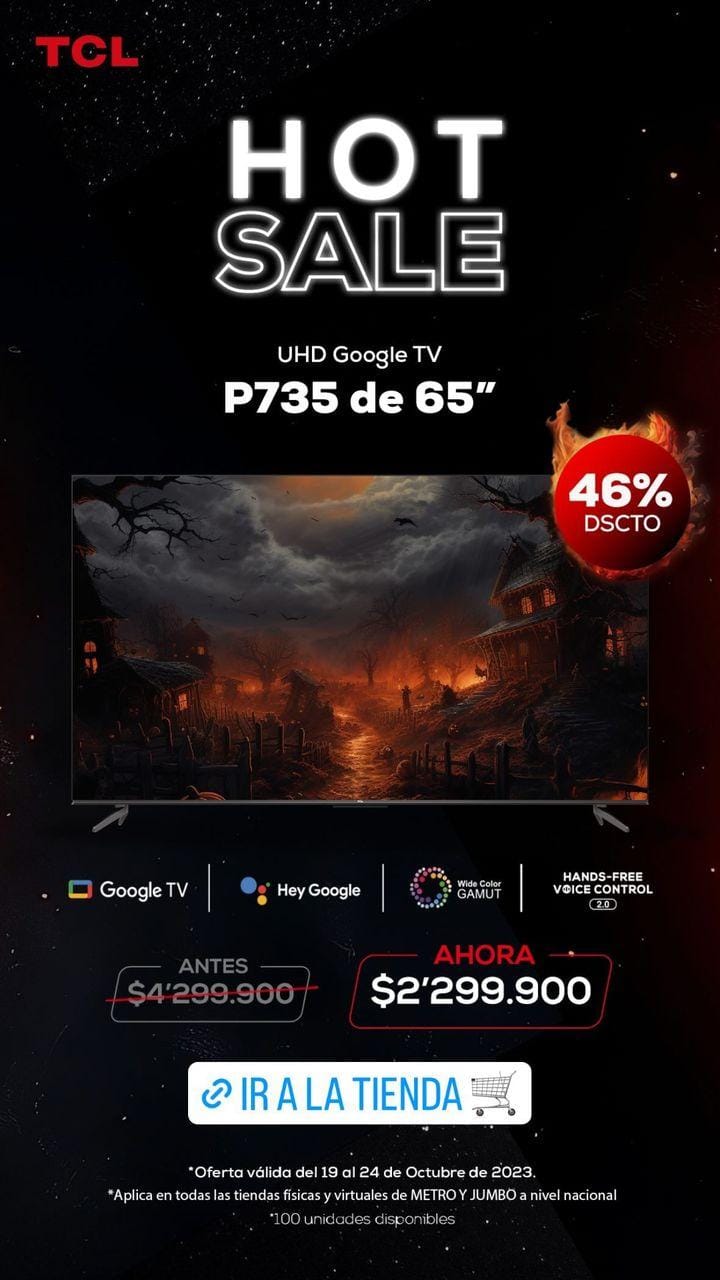 TCL
HOT
SALE
UHD Google TV
P735 de 65”
46%
DSCTO
Google TV
Hey Google
Wide Color
GAMUT
HANDS-FREE
VOICE CONTROL
2.0
ANTES
$4’299.900
AHORA
$2’299.900
IR A LA TIENDA
*Oferta válida del 19 al 24 de Octubre de 2023.
*Aplica en todas las tiendas físicas y virtuales de METRO Y JUMBO a nivel nacional
*100 unidades disponibles